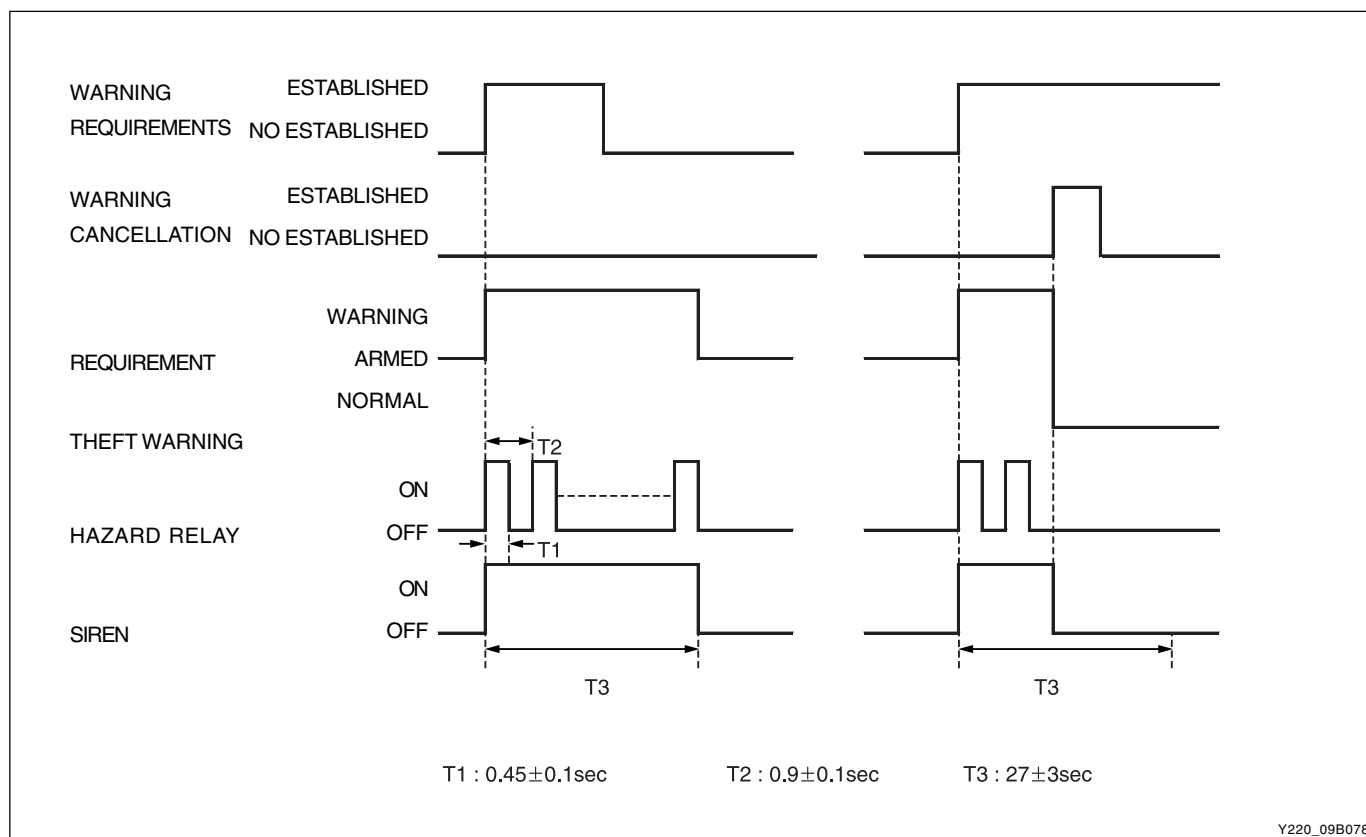 WARNING
REQUIREMENTS
ESTABLISHED
NO ESTABLISHED
WARNING
CANCELLATION
ESTABLISHED
NO ESTABLISHED
REQUIREMENT
WARNING
ARMED
NORMAL
THEFT WARNING
T2
HAZARD RELAY
ON
OFF
T1
SIREN
ON
OFF
T3
T3
T1 : 0.45±0.1sec
T2 : 0.9±0.1sec
T3 : 27±3sec
Y220_09B078